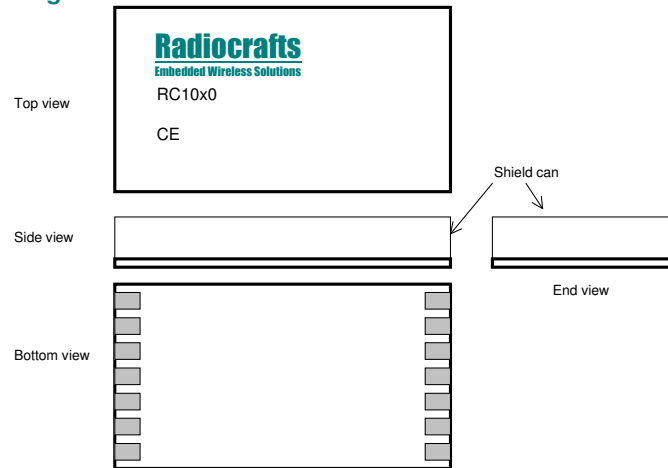 Radiocrafts
Embedded Wireless Solutions
RC10x0
Top view
CE
Shield can
Side view
End view
Bottom view